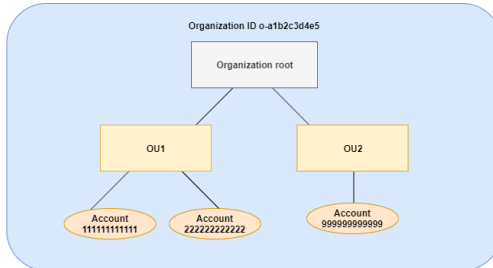 Organization ID o-a1b2c3d4e5
Organization root
OU1
OU2
Account
111111111111
Account
222222222222
Account
999999999999